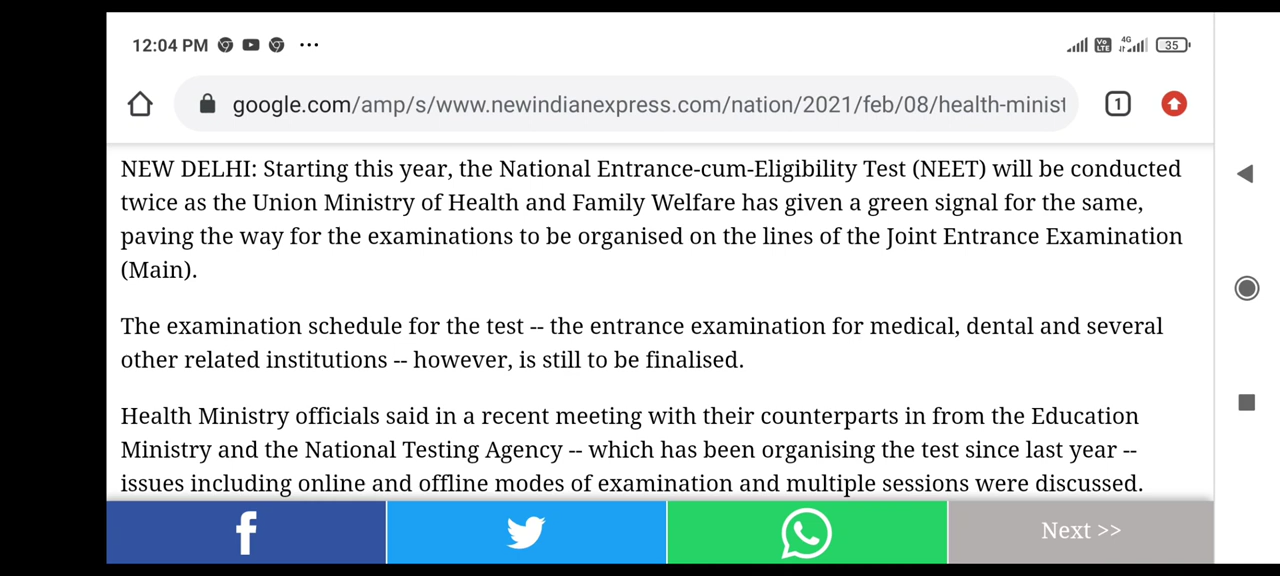 12:04 PM ... 4G 35
google.com/amp/s/www.newindianexpress.com/nation/2021/feb/08/health-minist 1
NEW DELHI: Starting this year, the National Entrance-cum-Eligibility Test (NEET) will be conducted
twice as the Union Ministry of Health and Family Welfare has given a green signal for the same,
paving the way for the examinations to be organised on the lines of the Joint Entrance Examination
(Main).
The examination schedule for the test -- the entrance examination for medical, dental and several
other related institutions -- however, is still to be finalised.
Health Ministry officials said in a recent meeting with their counterparts in from the Education
Ministry and the National Testing Agency -- which has been organising the test since last year --
issues including online and offline modes of examination and multiple sessions were discussed.
Next >>